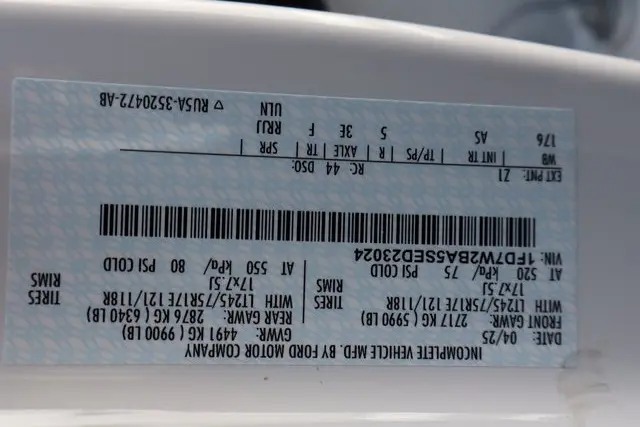 INCOMPLETE VEHICLE MFD. BY FORD MOTOR COMPANY
DATE: 04/25 GVWR: 4491 KG ( 9900 LB)
FRONT GAWR: 2717 KG ( 5990 LB) REAR GAWR: 2876 KG ( 6340 LB)
WITH LT245/75R17E 121/118R TIRES WITH LT245/75R17E 121/118R TIRES
17x7.5J 17x7.5J RIMS
AT 520 kPa/ 75 PSI COLD AT 550 kPa/ 80 PSI COLD
VIN: 1FD7W2BA5SED23024
EXT PNT: Z1 RC: 44 DSO:
WB INT TR TP/PS R AXLE TR SPR
176 AS 5 3E F RRJJ
ULN
▽ RU5A-3520472-AB